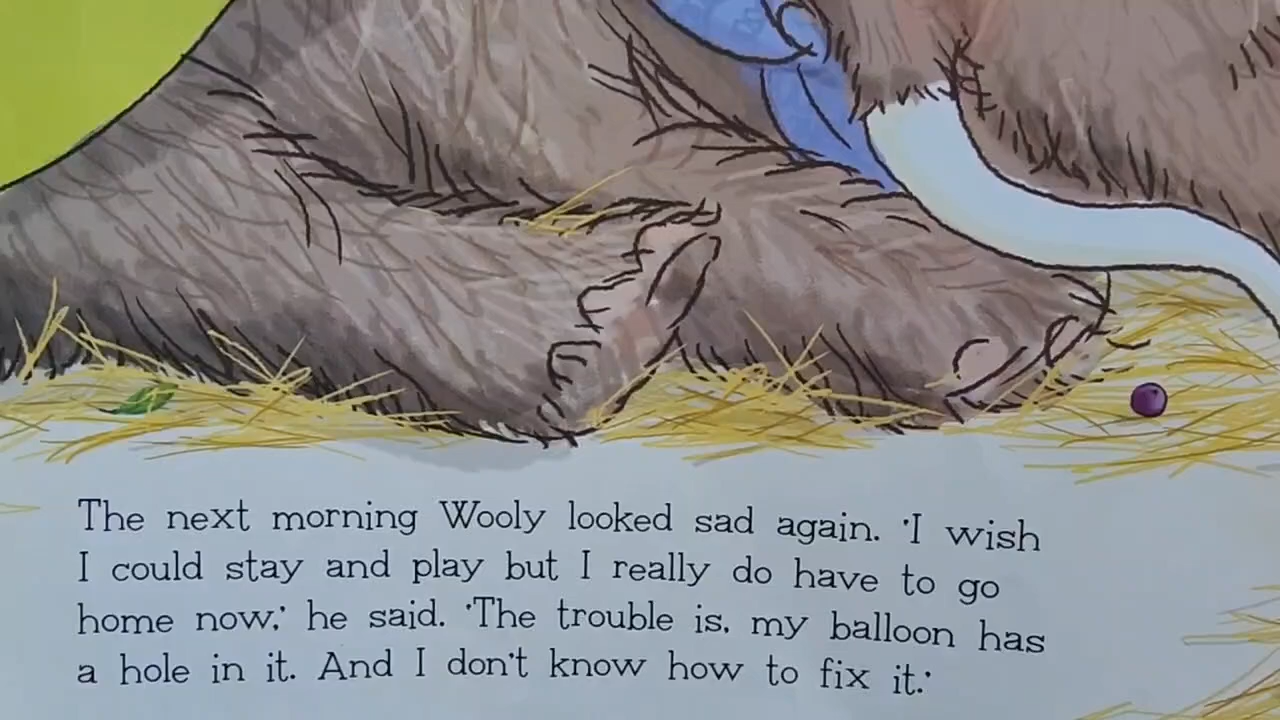 The next morning Wooly looked sad again. 'I wish
I could stay and play but I really do have to go
home now,' he said. 'The trouble is, my balloon has
a hole in it. And I don't know how to fix it.'